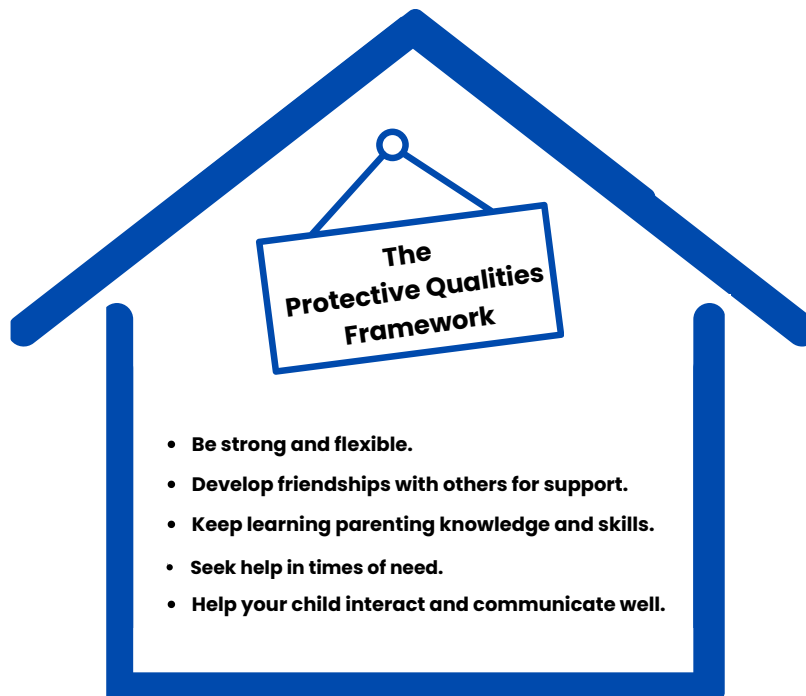 The
Protective Qualities
Framework
• Be strong and flexible.
• Develop friendships with others for support.
• Keep learning parenting knowledge and skills.
• Seek help in times of need.
• Help your child interact and communicate well.